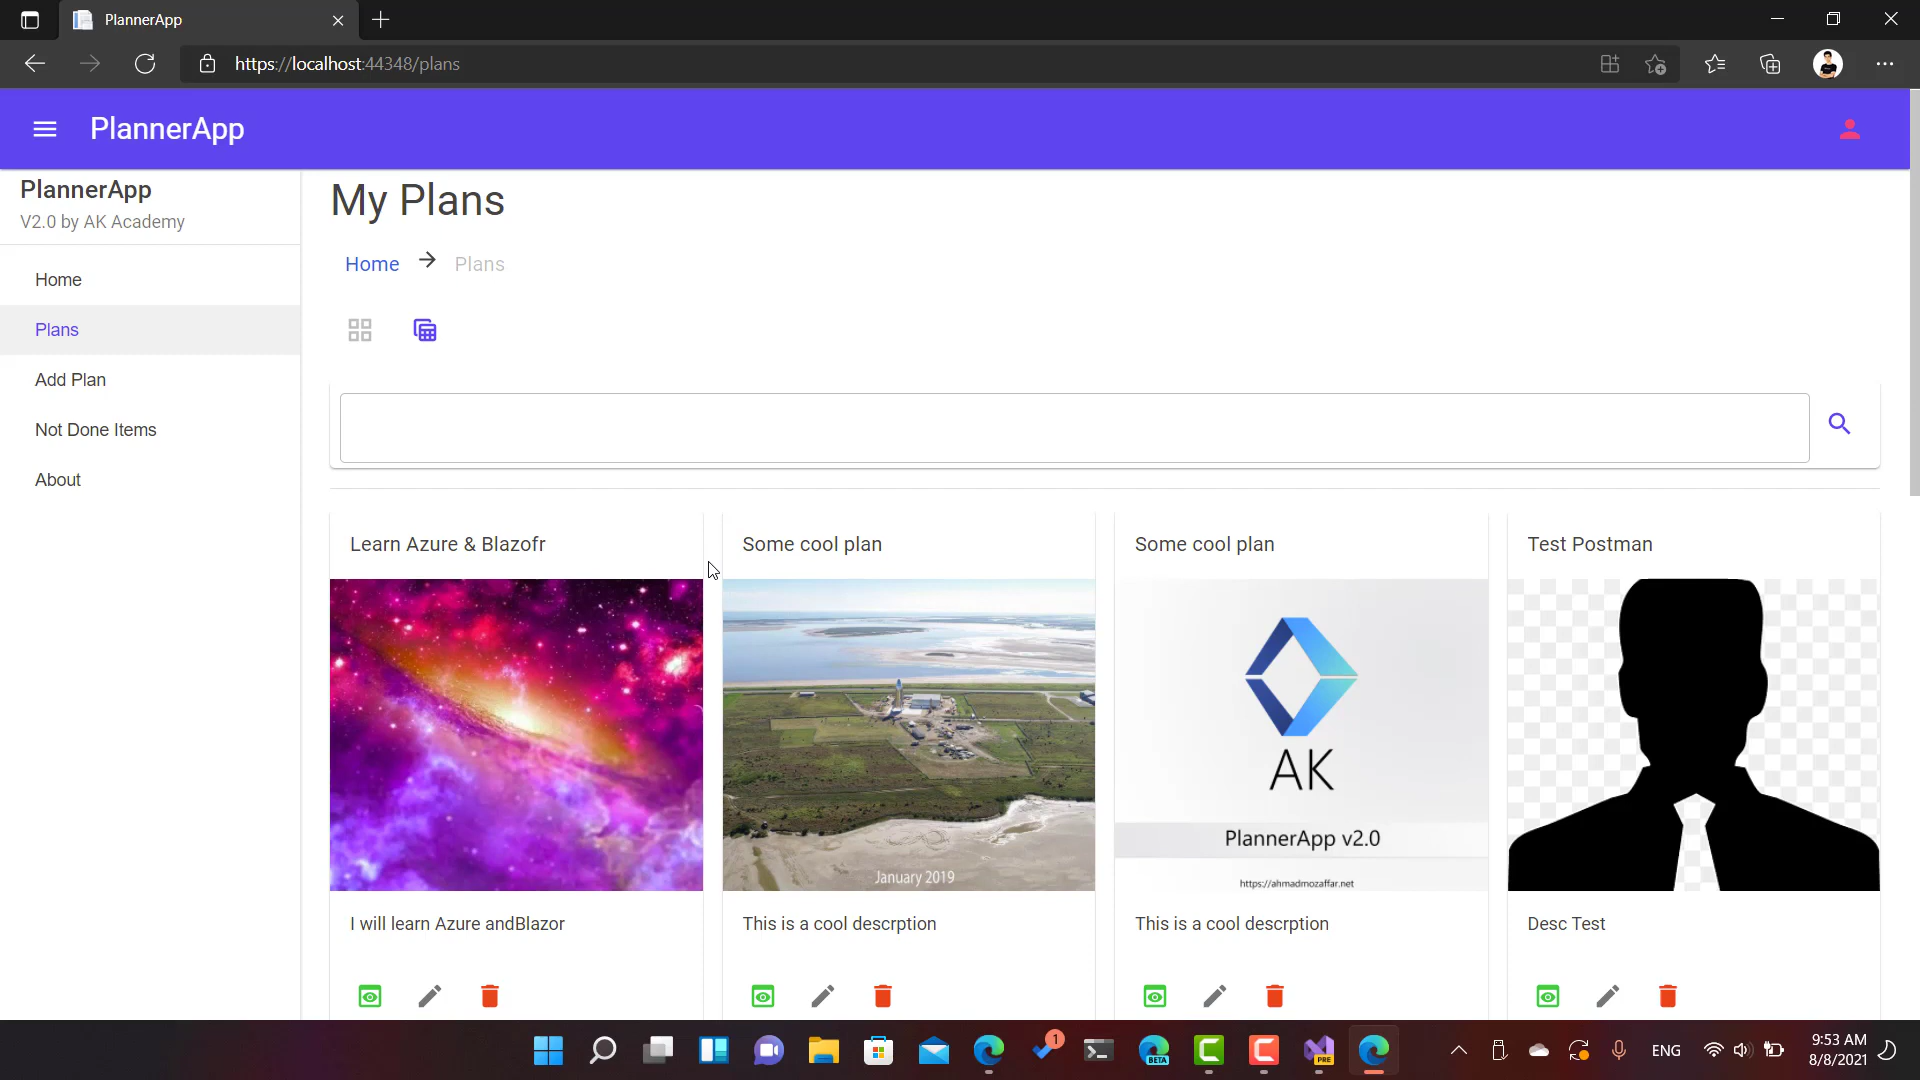 PlannerApp
https://localhost:44348/plans
PlannerApp
PlannerApp
V2.0 by AK Academy
Home
Plans
Add Plan
Not Done Items
About
My Plans
Home → Plans
Learn Azure & Blazofr
Some cool plan
Some cool plan
Test Postman
January 2019
AK
PlannerApp v2.0
https://ahmadmozaffar.net
I will learn Azure andBlazor
This is a cool descrption
This is a cool descrption
Desc Test
BETA
1
PRE
ENG
9:53 AM
8/8/2021